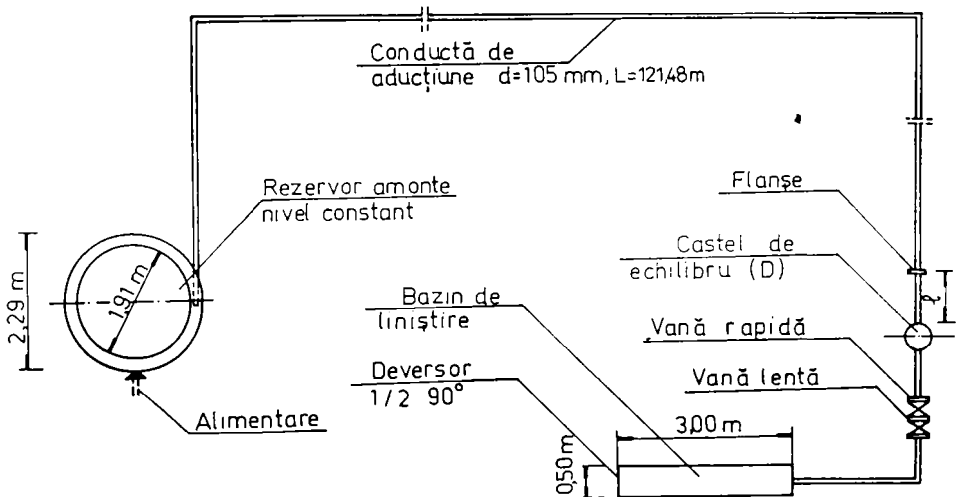 Conductă de
aducțiune d=105 mm, L=121,48m
Rezervor amonte
nivel constant
Flanșe
Castel de
echilibru (D)
ℓ
2,29 m
1,91 m
Bazin de
liniștire
Vană rapidă
Deversor
1/2 90°
Vană lentă
Alimentare
3,00 m
0,50 m